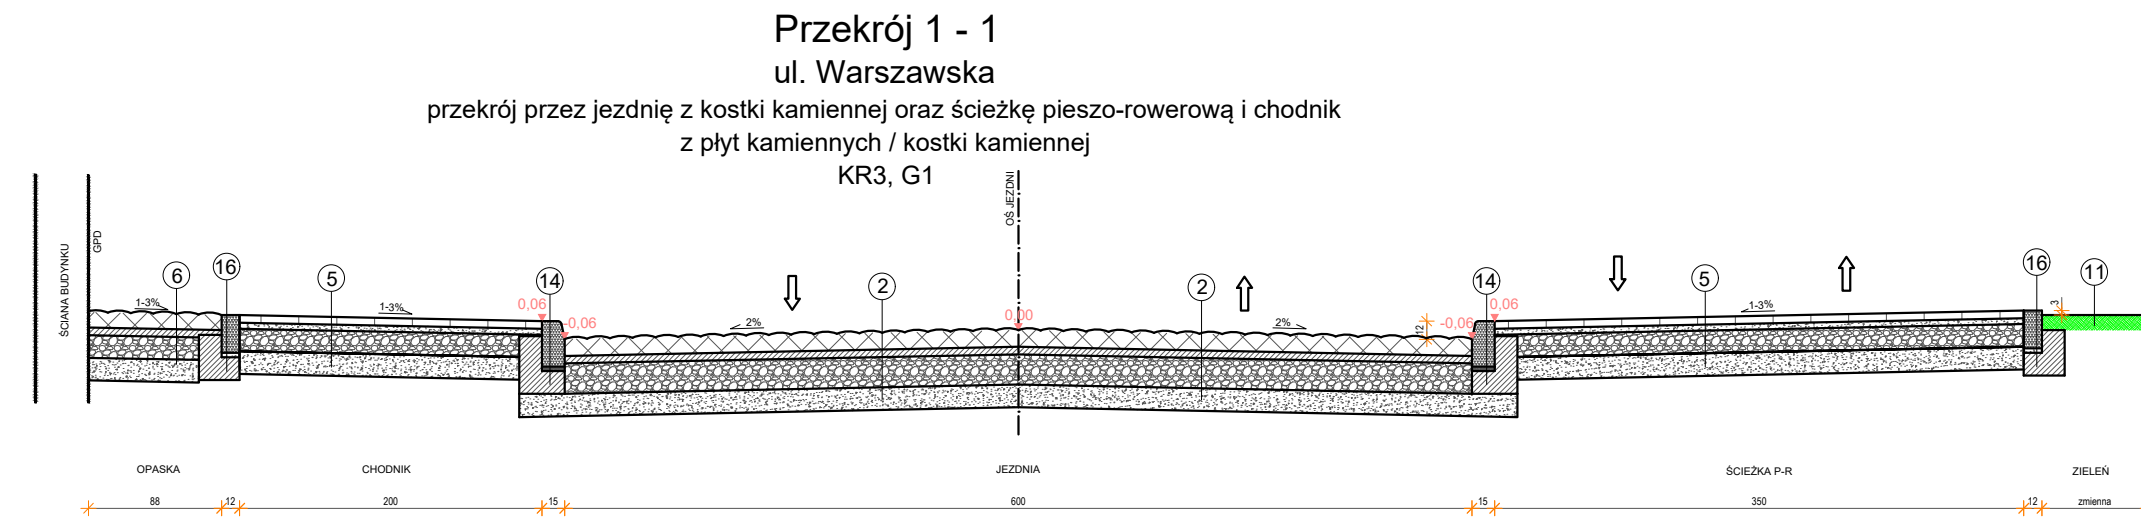 Przekrój 1 - 1
ul. Warszawska
przekrój przez jezdnię z kostki kamiennej oraz ścieżkę pieszo-rowerową i chodnik
z płyt kamiennych / kostki kamiennej
KR3, G1
ŚCIANA BUDYNKU
GPD
OŚ JEZDNI
6
16
5
14
2
2
14
5
16
11
1-3%
1-3%
0,06
-0,06
2%
0.00
2%
12
-0,06
0,06
1-3%
3
OPASKA
CHODNIK
JEZDNIA
ŚCIEŻKA P-R
ZIELEŃ
88
12
200
15
600
15
350
12
zmienna